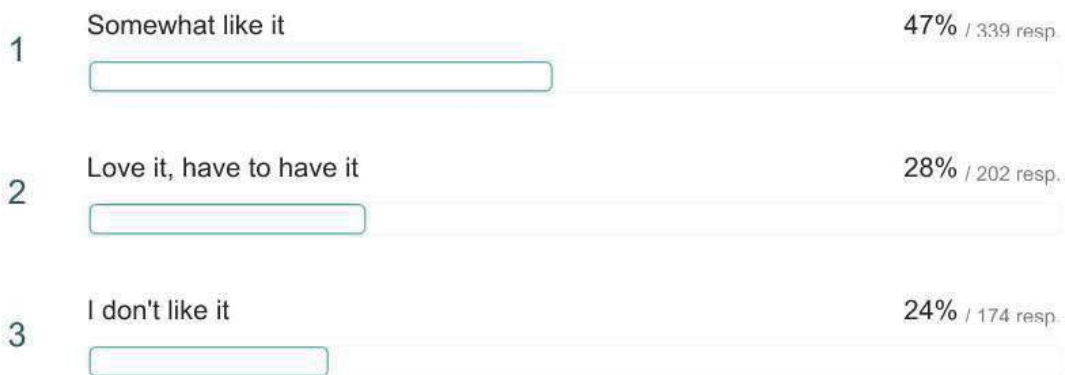 1 Somewhat like it 47% / 339 resp.
2 Love it, have to have it 28% / 202 resp.
3 I don't like it 24% / 174 resp.